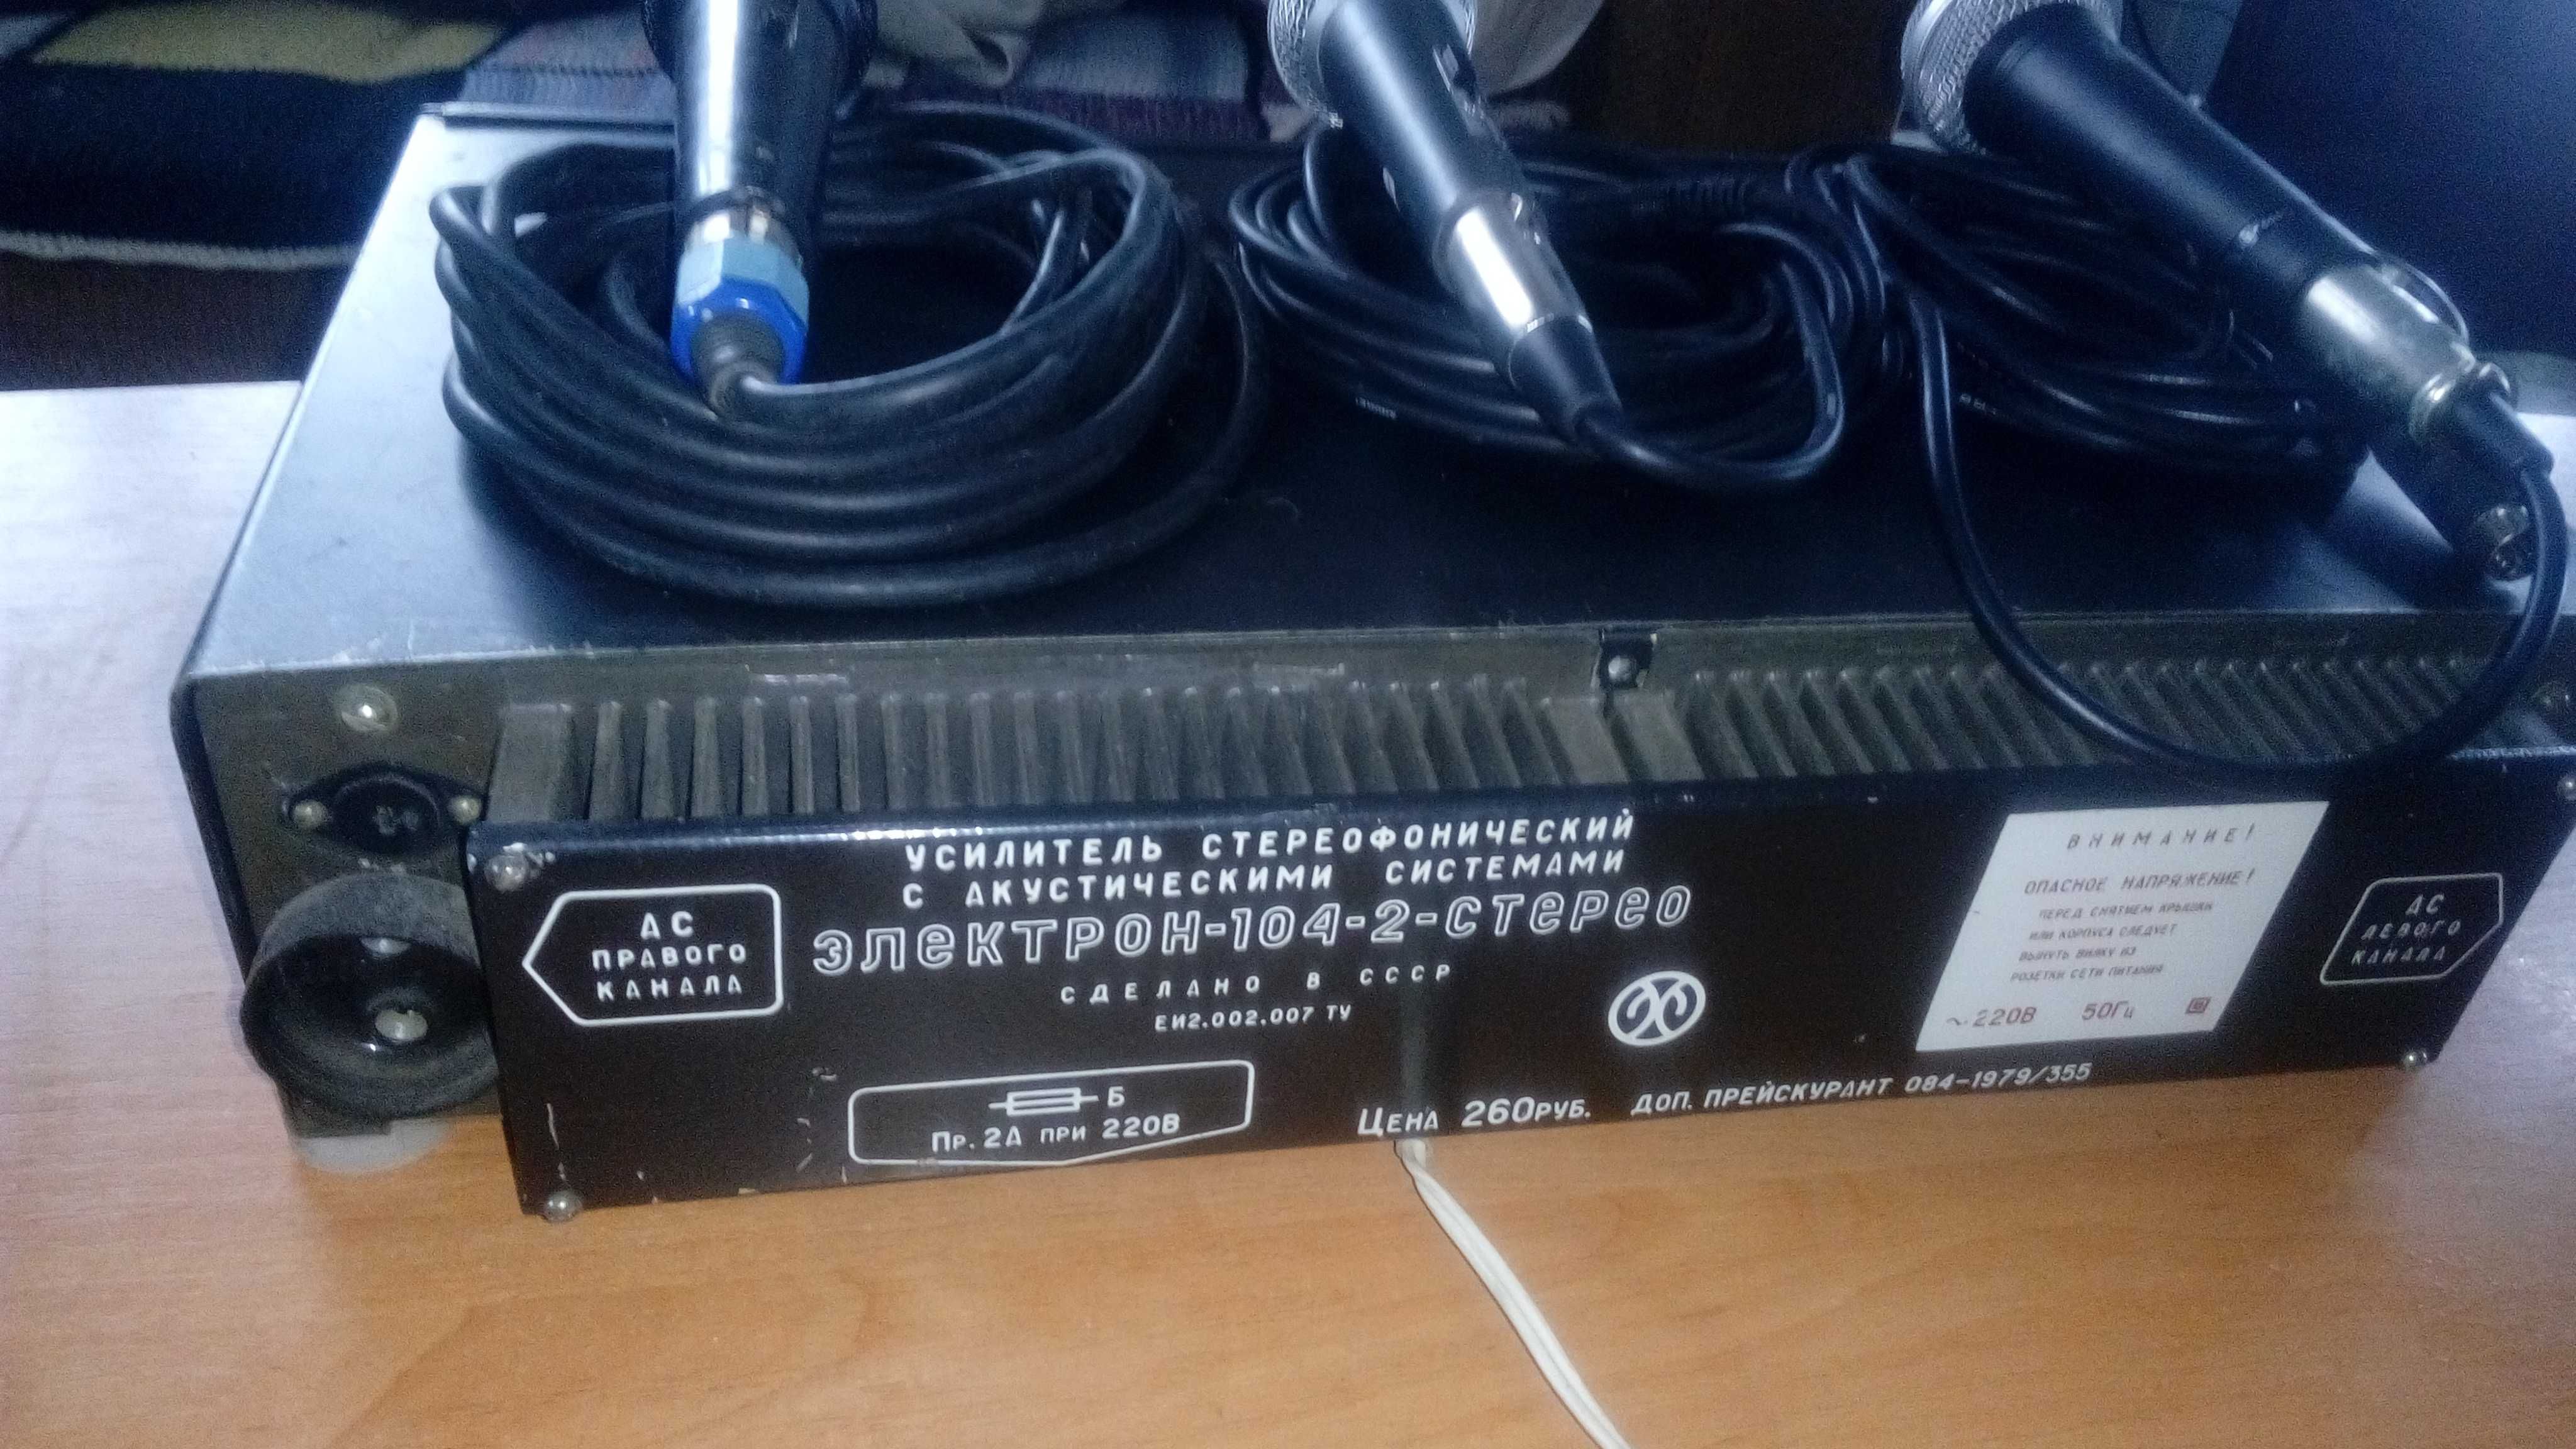 АС
ПРАВОГО
КАНАЛА
УСИЛИТЕЛЬ СТЕРЕОФОНИЧЕСКИЙ
С АКУСТИЧЕСКИМИ СИСТЕМАМИ
ЭЛЕКТРОН-104-2-СТЕРЕО
СДЕЛАНО В СССР
ЕИ2.002.007 ТУ
Б
Пр. 2А при 220В
ЦЕНА 260РУБ. ДОП. ПРЕЙСКУРАНТ 084-1979/355
ВНИМАНИЕ!
ОПАСНОЕ НАПРЯЖЕНИЕ!
ПЕРЕД СНЯТИЕМ КРЫШКИ
ИЛИ КОРПУСА СЛЕДУЕТ
ВЫНУТЬ ВИЛКУ ИЗ
РОЗЕТКИ СЕТИ ПИТАНИЯ
~220В 50Гц
АС
ЛЕВОГО
КАНАЛА